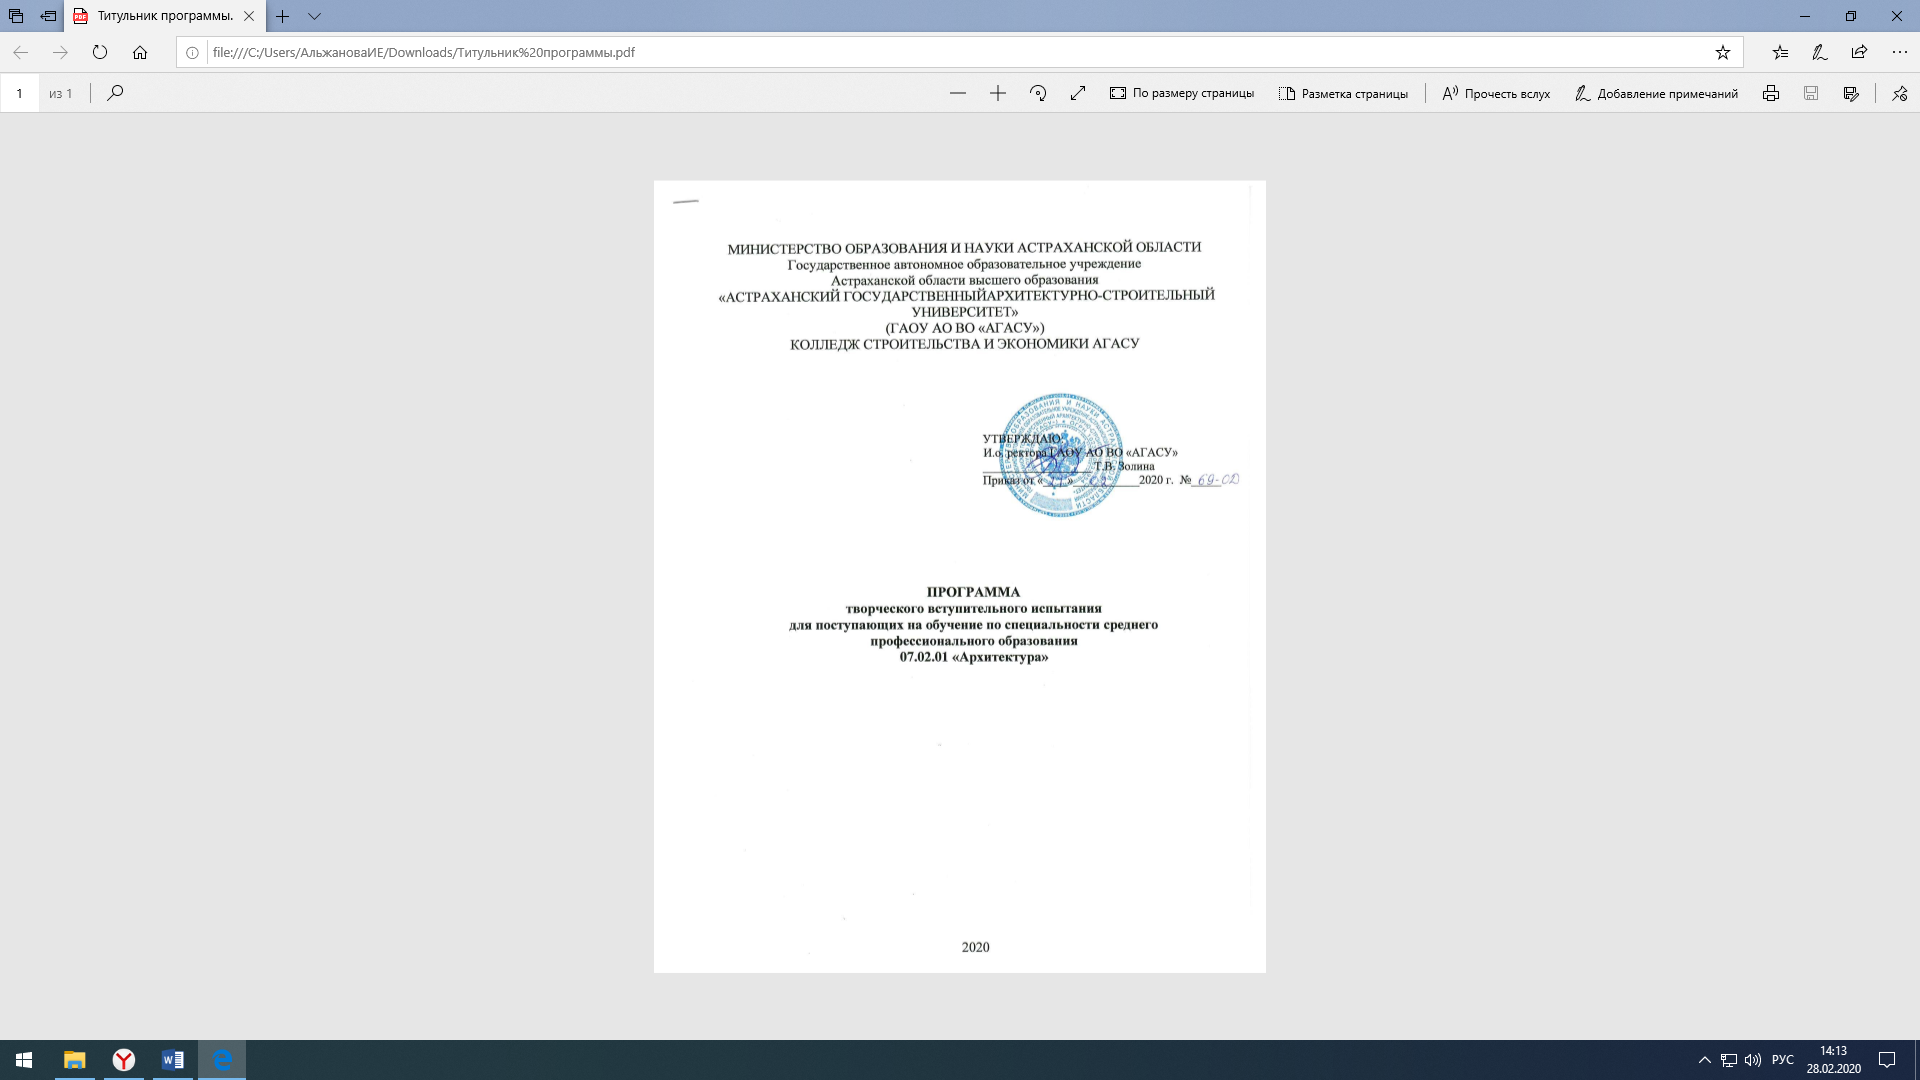 Титульник программы.
file:///C:/Users/АльжановаИЕ/Downloads/Титульник%20программы.pdf
1 из 1
По размеру страницы Разметка страницы Прочесть вслух Добавление примечаний
МИНИСТЕРСТВО ОБРАЗОВАНИЯ И НАУКИ АСТРАХАНСКОЙ ОБЛАСТИ
Государственное автономное образовательное учреждение
Астраханской области высшего образования
«АСТРАХАНСКИЙ ГОСУДАРСТВЕННЫЙАРХИТЕКТУРНО-СТРОИТЕЛЬНЫЙ
УНИВЕРСИТЕТ»
(ГАОУ АО ВО «АГАСУ»)
КОЛЛЕДЖ СТРОИТЕЛЬСТВА И ЭКОНОМИКИ АГАСУ
УТВЕРЖДАЮ:
И.о. ректора ГАОУ АО ВО «АГАСУ»
Т.В. Золина
Приказ от « » 02 2020 г. № 69-ОД
ПРОГРАММА
творческого вступительного испытания
для поступающих на обучение по специальности среднего
профессионального образования
07.02.01 «Архитектура»
2020
РУС
14:13
28.02.2020